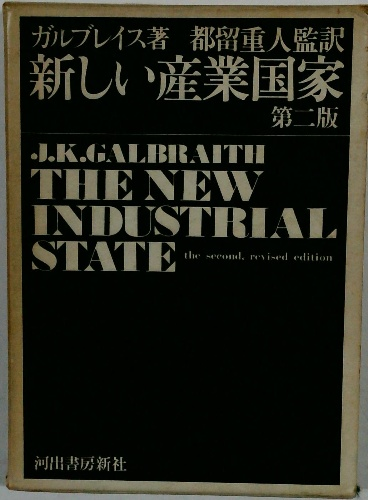 ガルブレイス著 都留重人監訳
新しい産業国家
第二版
J.K.GALBRAITH
THE NEW
INDUSTRIAL
STATE the second, revised edition
河出書房新社